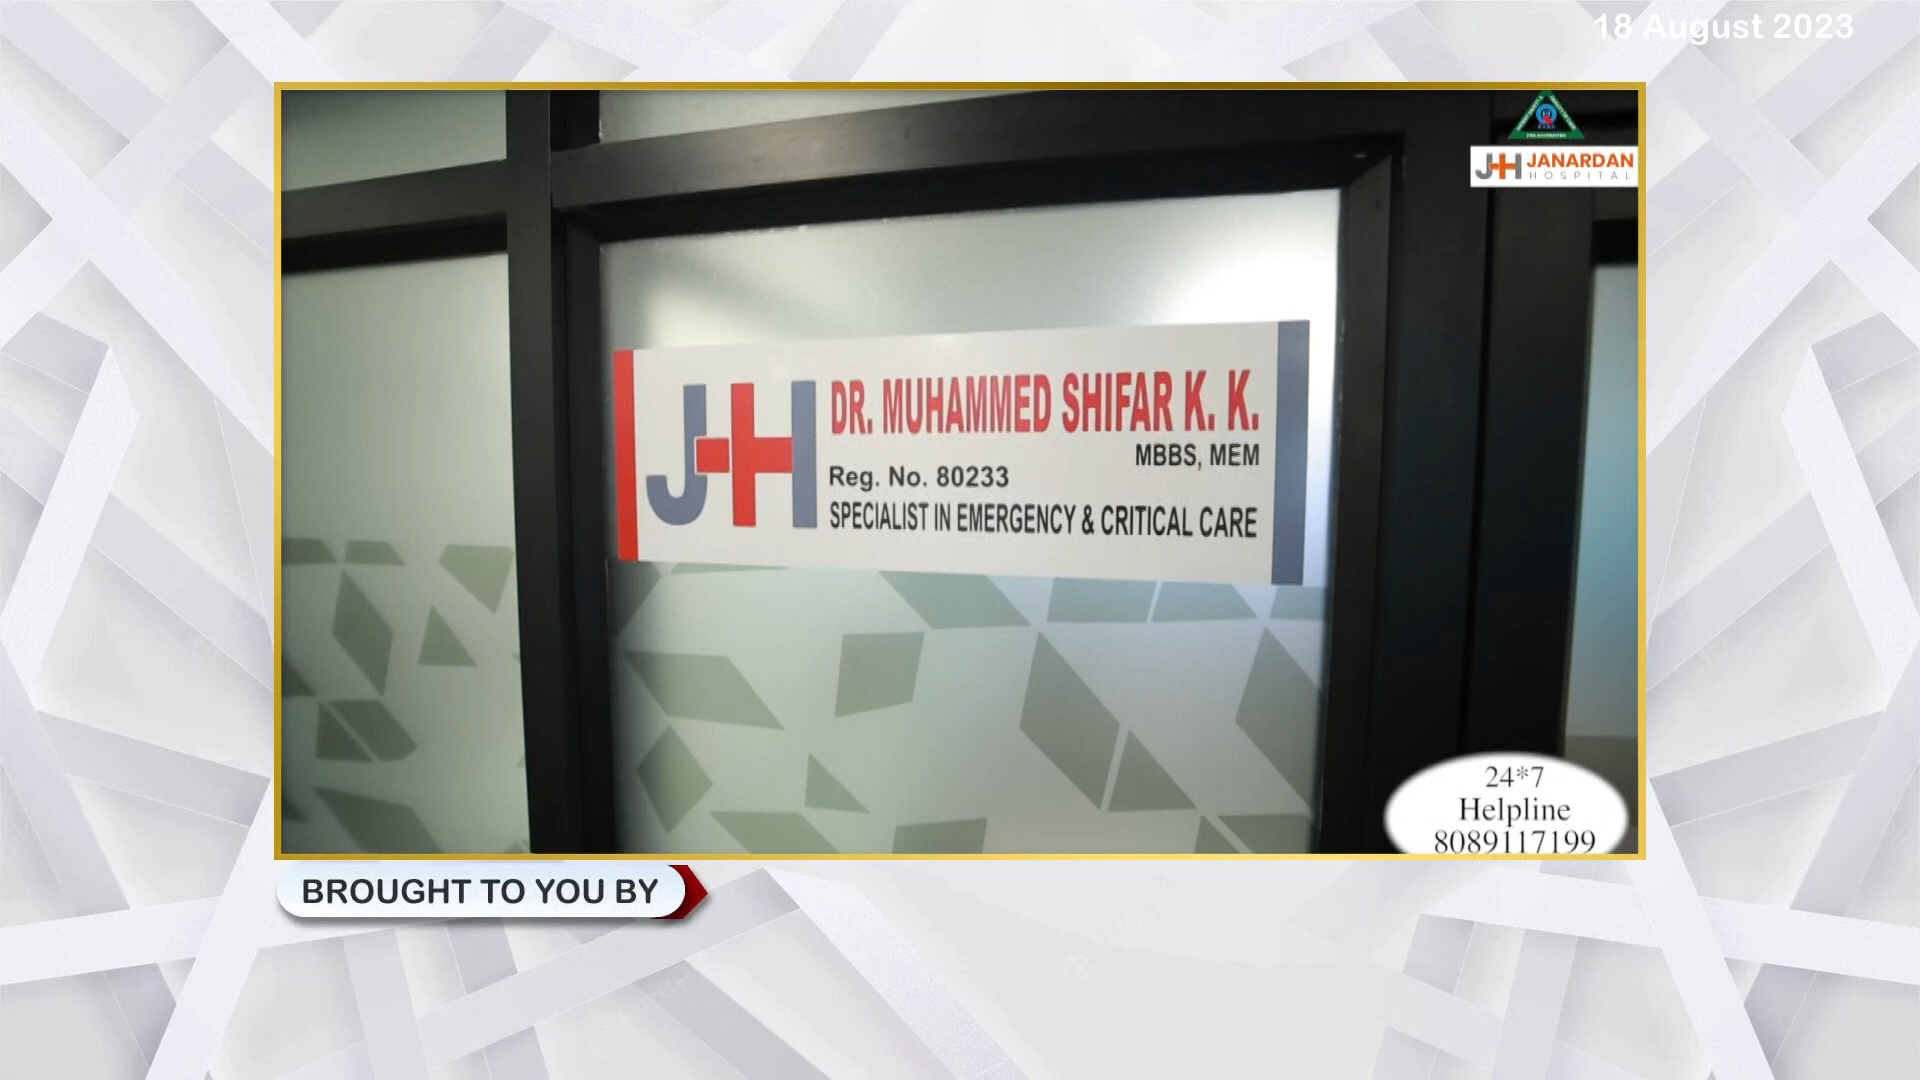 18 August 2023
JANARDAN
HOSPITAL
DR. MUHAMMED SHIFAR K. K.
MBBS, MEM
Reg. No. 80233
SPECIALIST IN EMERGENCY & CRITICAL CARE
24*7
Helpline
8089117199
BROUGHT TO YOU BY